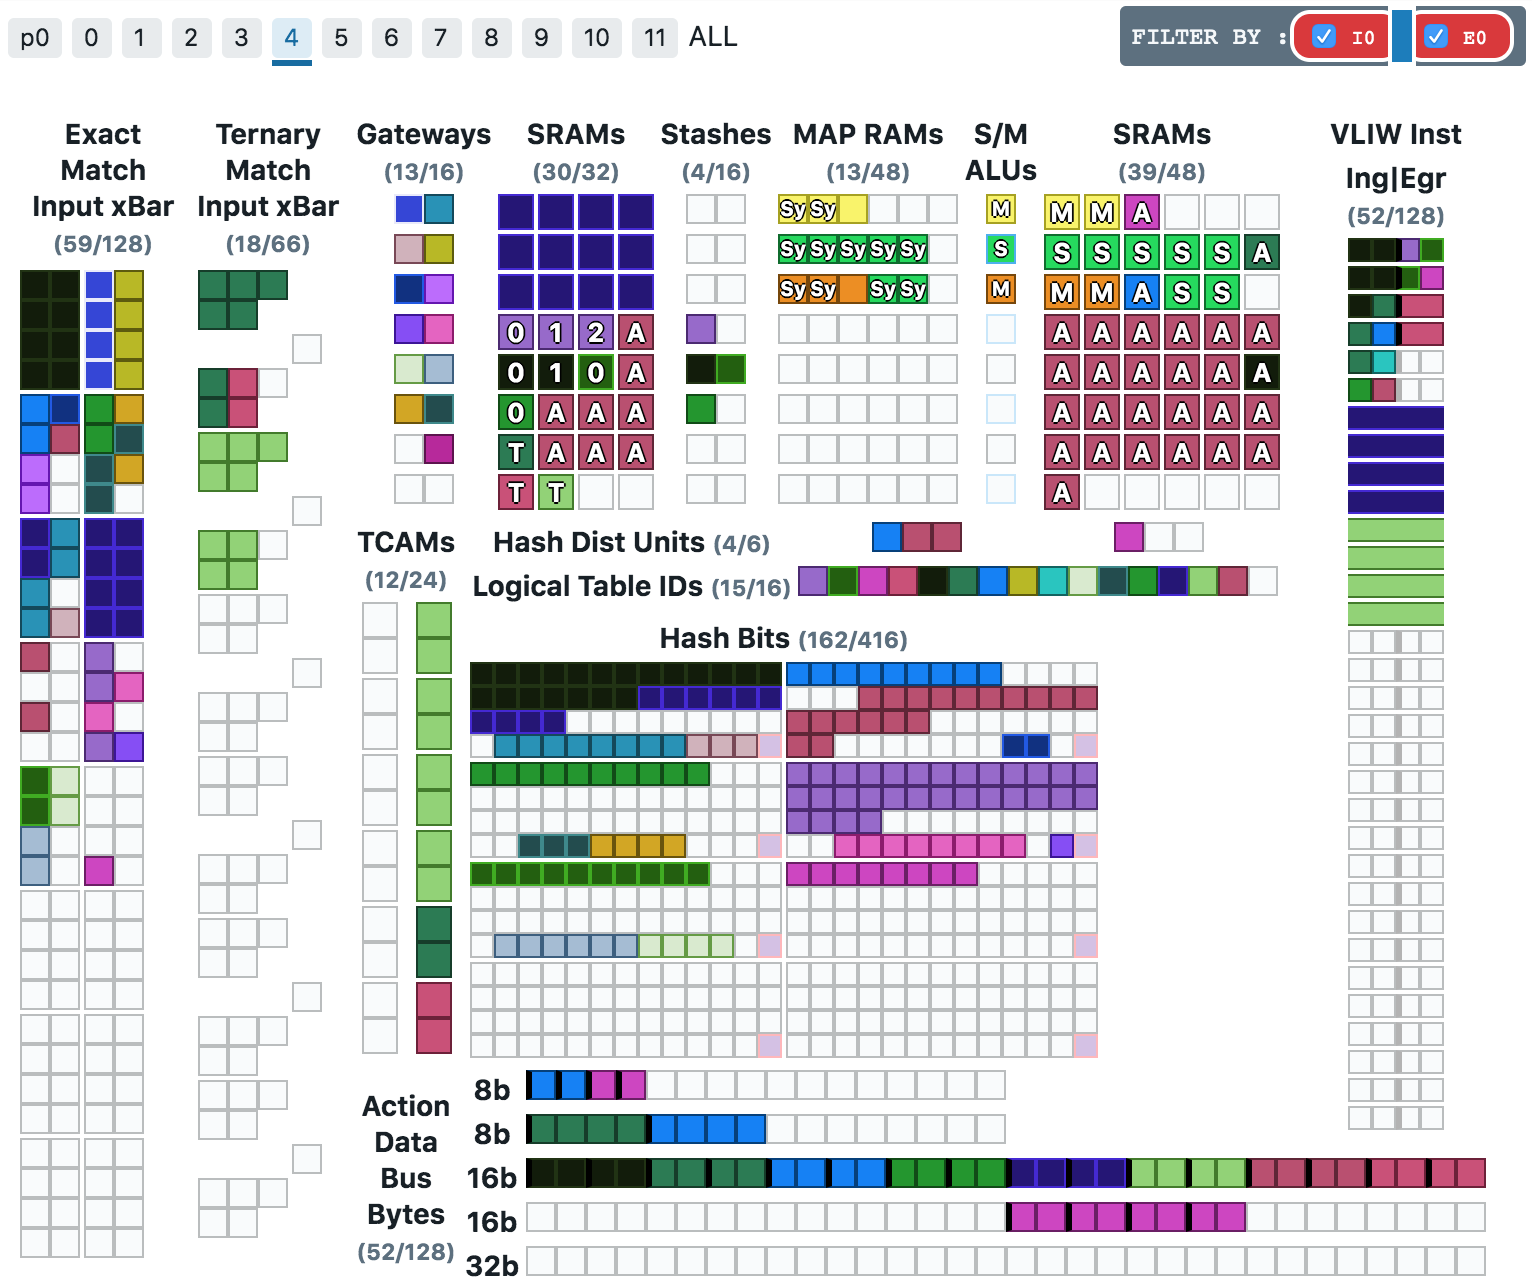 p0 0 1 2 3 4 5 6 7 8 9 10 11 ALL
FILTER BY : I0 E0
Exact
Match
Input xBar
(59/128)
Ternary
Match
Input xBar
(18/66)
Gateways
(13/16)
SRAMs
(30/32)
Stashes
(4/16)
MAP RAMs
(13/48)
S/M
ALUs
SRAMs
(39/48)
VLIW Inst
Ing|Egr
(52/128)
Sy Sy M M M A
Sy Sy Sy Sy Sy S S S S S S A
Sy Sy Sy Sy M M M A S S
0 1 2 A A A A A A A
0 1 0 A A A A A A A
0 A A A A A A A A A
T A A A A A A A A A
T T A
TCAMs
(12/24)
Hash Dist Units (4/6)
Logical Table IDs (15/16)
Hash Bits (162/416)
Action
Data
Bus
Bytes
(52/128)
8b
8b
16b
16b
32b